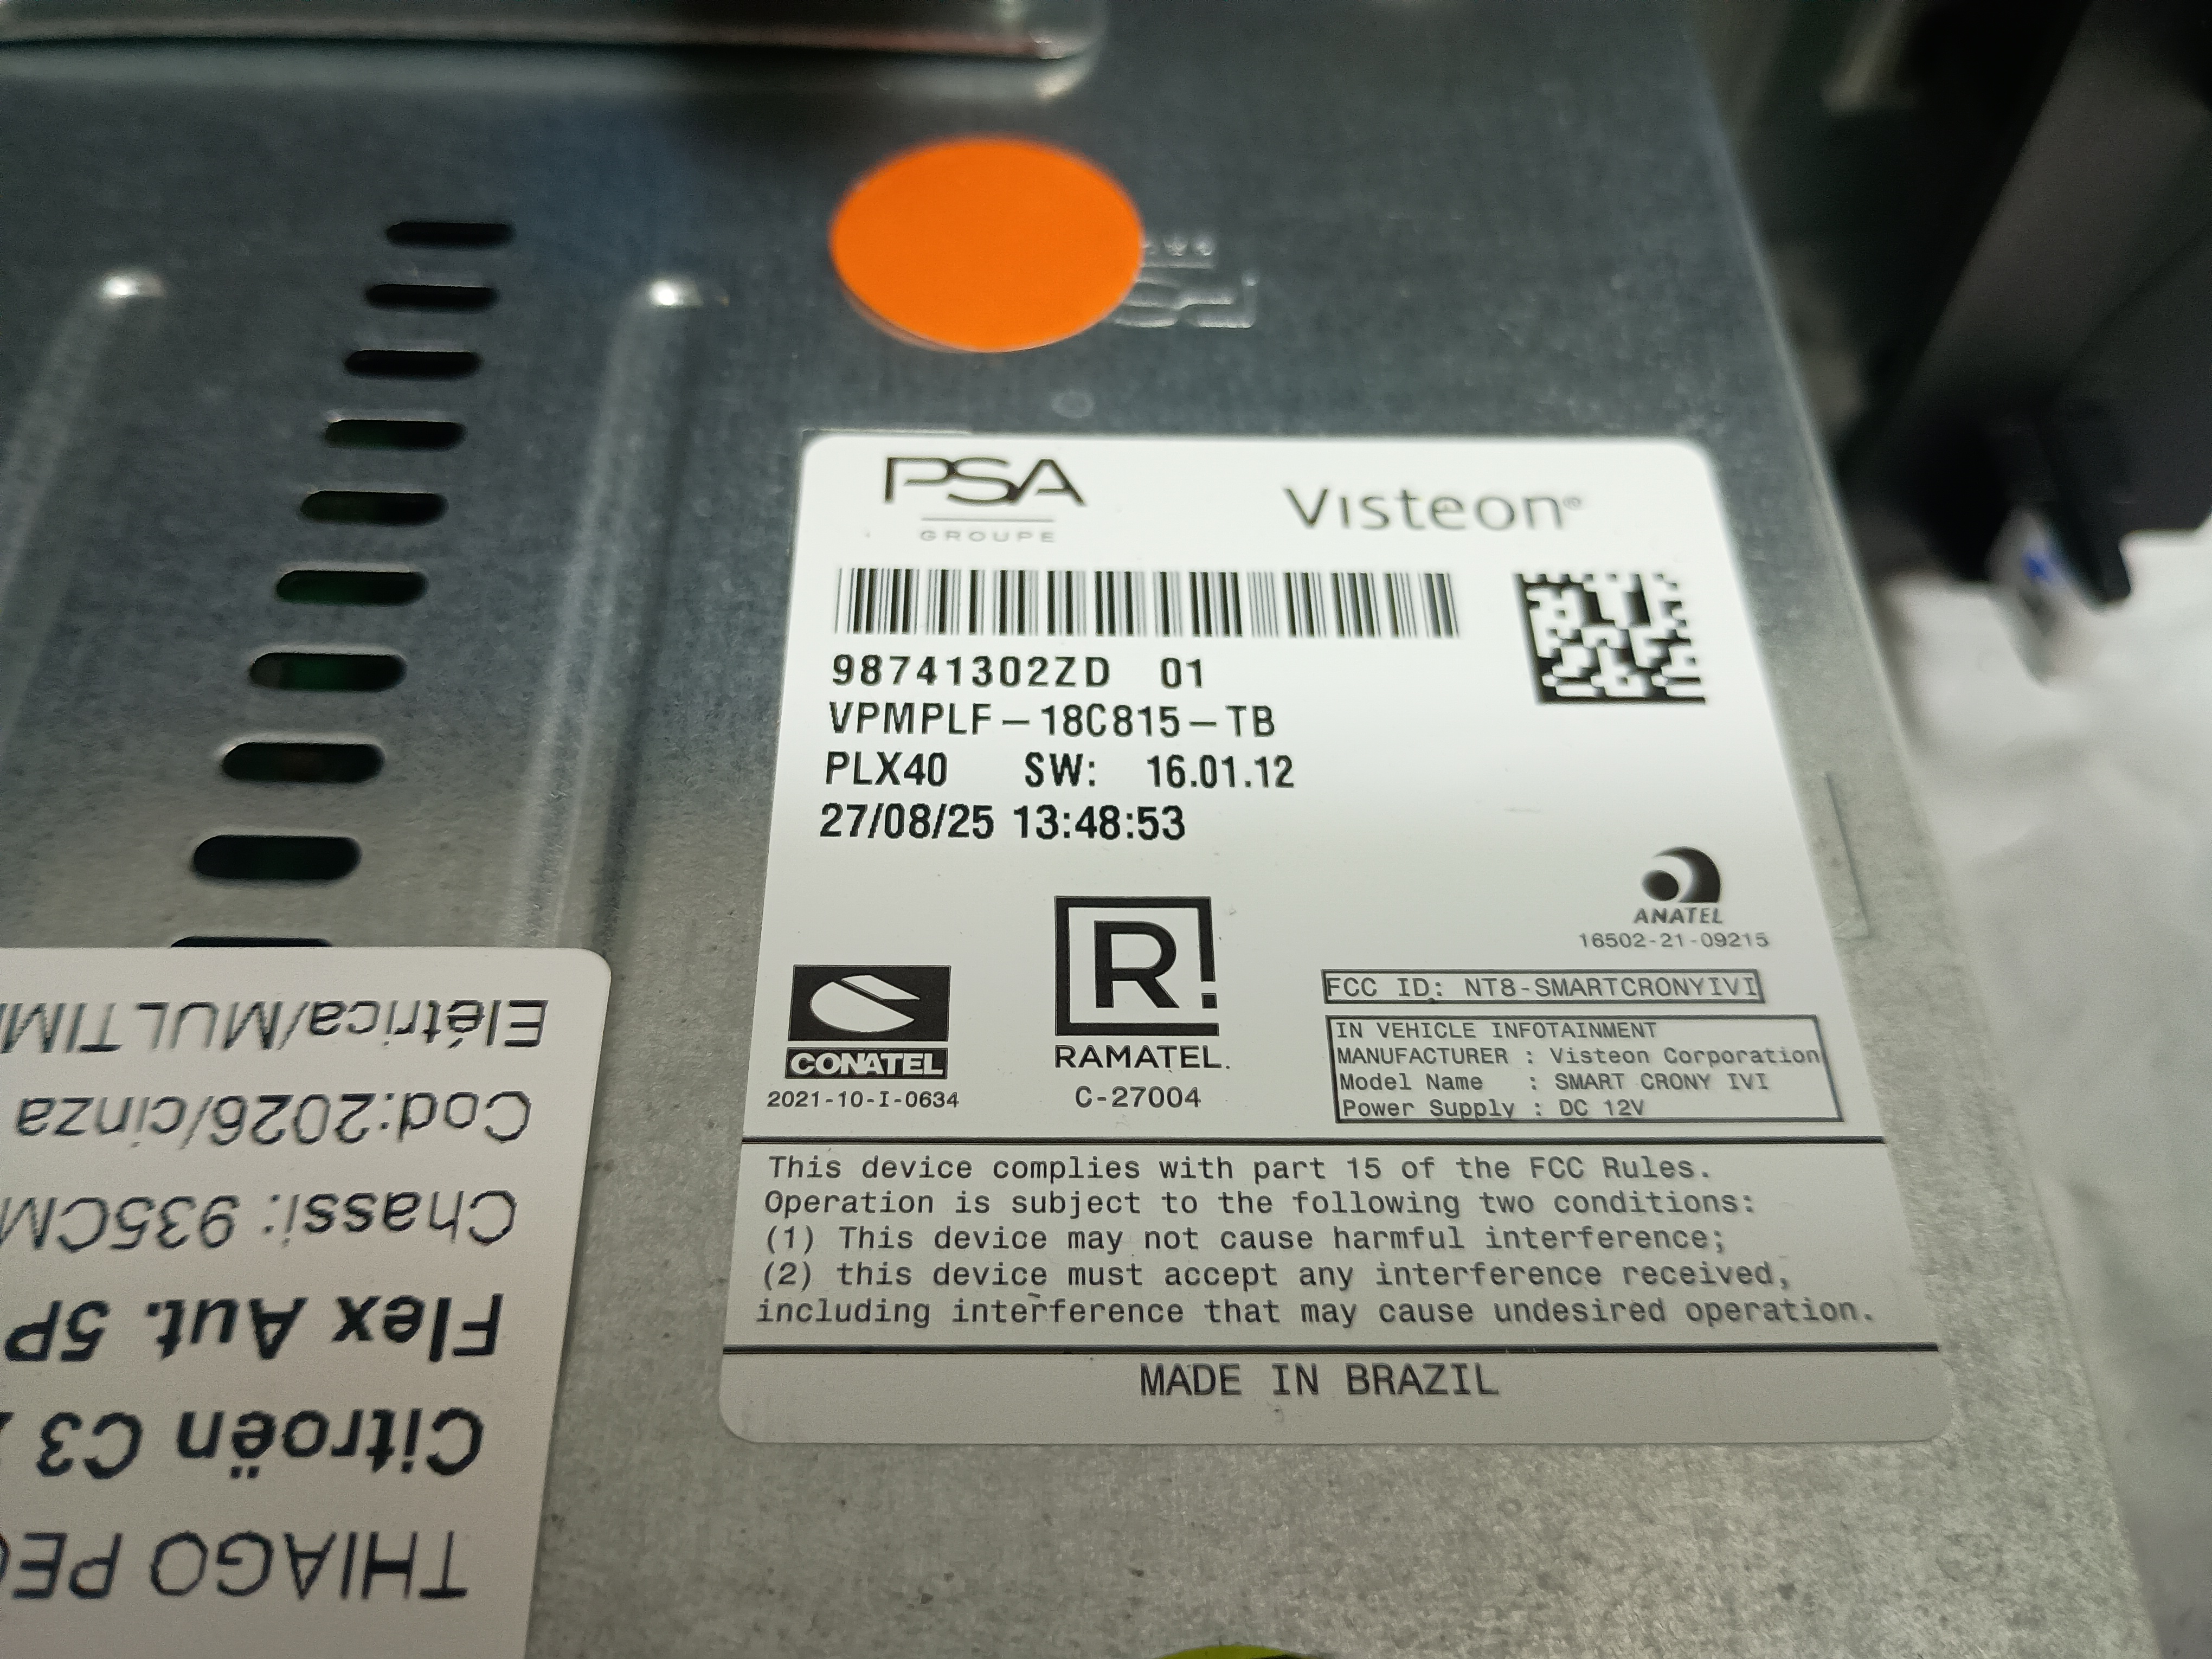 PSA
GROUPE
Visteon®
98741302ZD 01
VPMPLF-18C815-TB
PLX40 SW: 16.01.12
27/08/25 13:48:53
ANATEL
16502-21-09215
CONATEL
2021-10-I-0634
R!
RAMATEL.
C-27004
FCC ID: NT8-SMARTCRONYIVI
IN VEHICLE INFOTAINMENT
MANUFACTURER : Visteon Corporation
Model Name : SMART CRONY IVI
Power Supply : DC 12V
This device complies with part 15 of the FCC Rules.
Operation is subject to the following two conditions:
(1) This device may not cause harmful interference;
(2) this device must accept any interference received,
including interference that may cause undesired operation.
MADE IN BRAZIL
THIAGO
Citroën C3
Flex Aut. 5P
Chassi: 935CM
Cod:2026/cinza
Elétrica/MULTIM